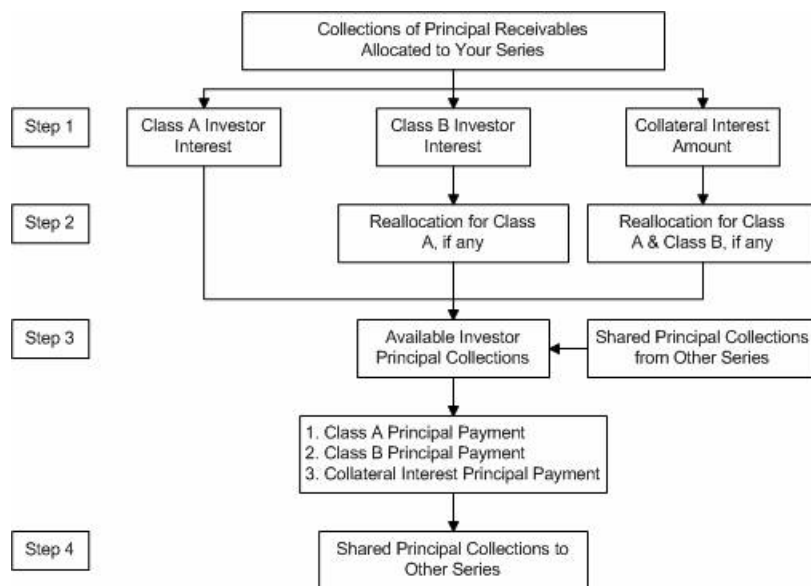 Collections of Principal Receivables
Allocated to Your Series
Step 1
Class A Investor
Interest
Class B Investor
Interest
Collateral Interest
Amount
Step 2
Reallocation for Class
A, if any
Reallocation for Class
A & Class B, if any
Step 3
Available Investor
Principal Collections
Shared Principal Collections
from Other Series
1. Class A Principal Payment
2. Class B Principal Payment
3. Collateral Interest Principal Payment
Step 4
Shared Principal Collections to
Other Series